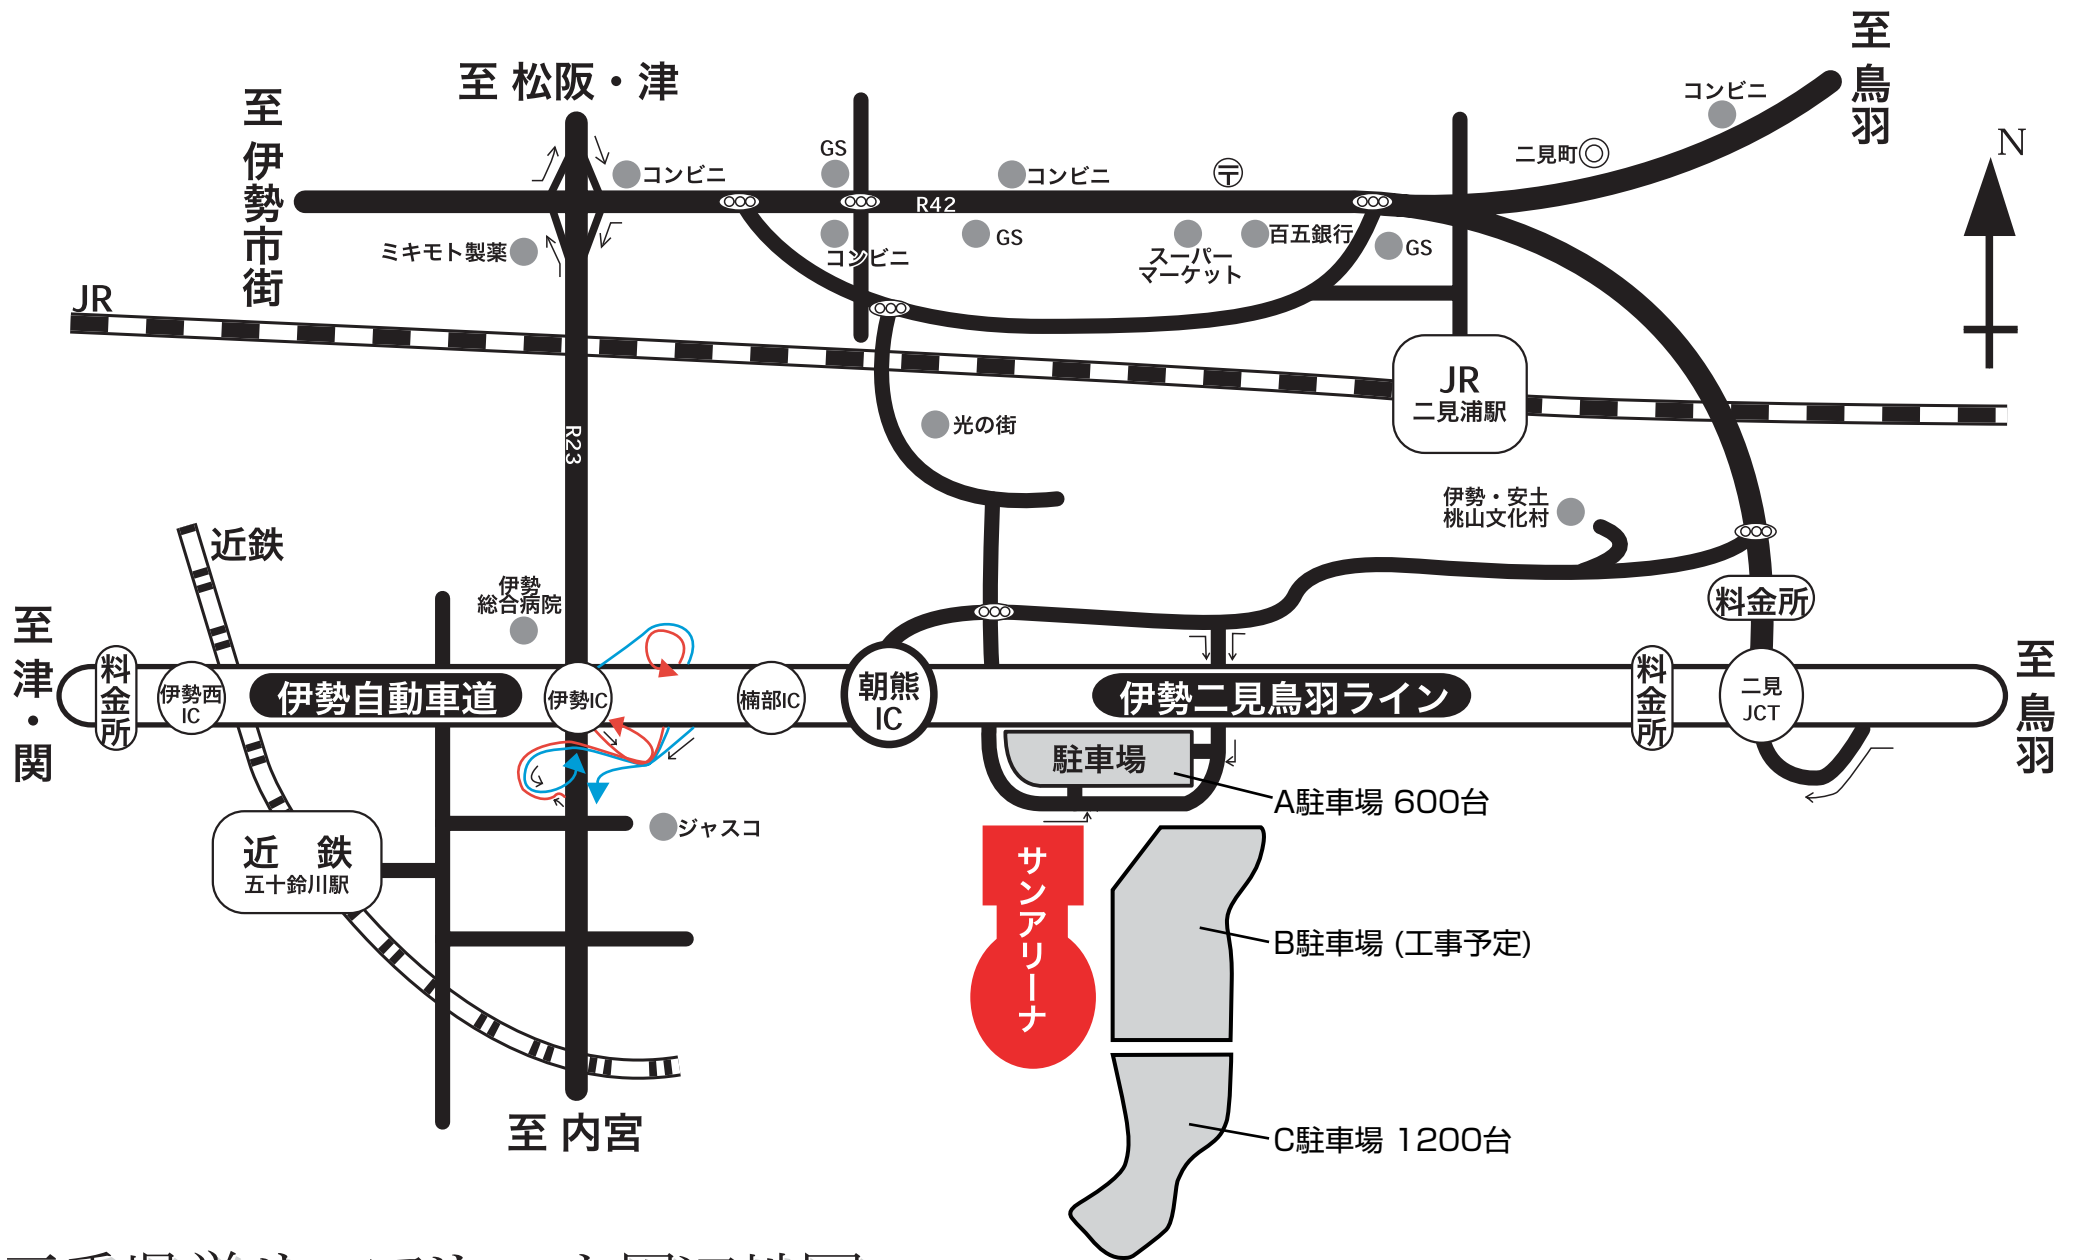 至 鳥羽
至 松阪・津
至 伊勢市街
コンビニ
N
GS
二見町
コンビニ
コンビニ
〒
R42
ミキモト製薬
コンビニ
GS
スーパー
マーケット
百五銀行
GS
JR
JR
二見浦駅
R23
光の街
伊勢・安土
桃山文化村
近鉄
伊勢
総合病院
料金所
至 津・関
料金所
伊勢西
IC
伊勢自動車道
伊勢IC
楠部IC
朝熊
IC
伊勢二見鳥羽ライン
料金所
二見
JCT
至 鳥羽
駐車場
A駐車場 600台
ジャスコ
近 鉄
五十鈴川駅
サンアリーナ
B駐車場 (工事予定)
至 内宮
C駐車場 1200台